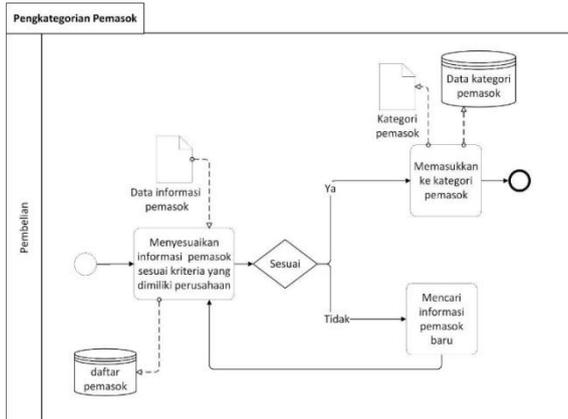 Pengkategorian Pemasok
Pembelian
Data kategori
pemasok
Kategori
pemasok
Memasukkan
ke kategori
pemasok
Data informasi
pemasok
Ya
Menyesuaikan
informasi pemasok
sesuai kriteria yang
dimiliki perusahaan
Sesuai
Tidak
Mencari
informasi
pemasok
baru
daftar
pemasok